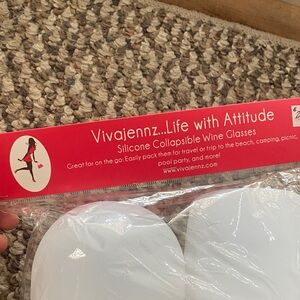 Vivajennz...Life with Attitude
Silicone Collapsible Wine Glasses
Great for on the go: Easily pack them for travel or trip to the beach, camping, picnic,
pool party, and more!
www.vivajennz.com